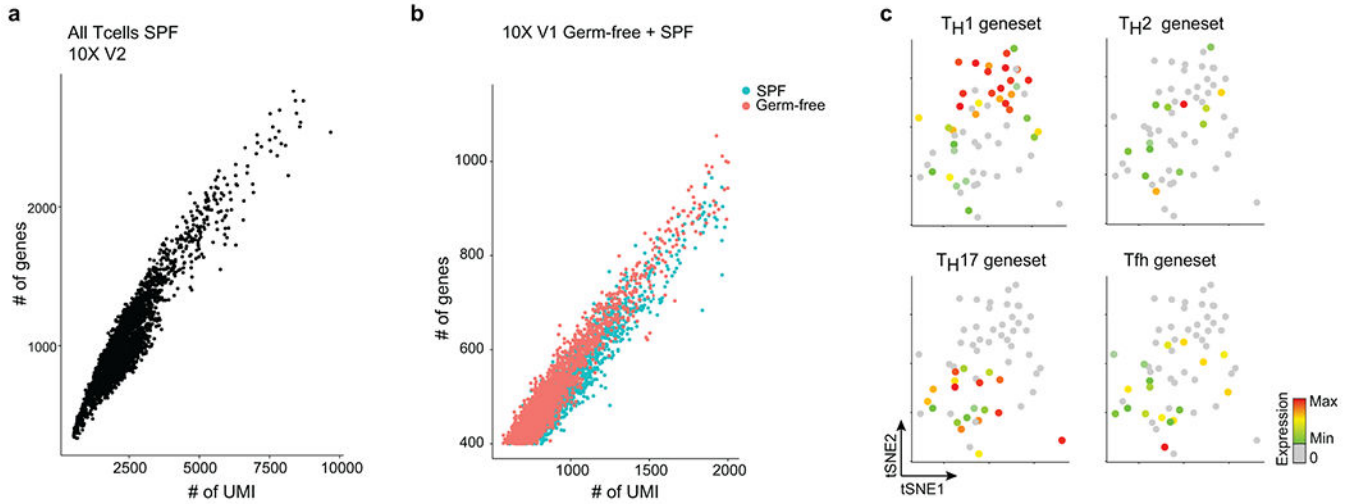 a
All Tcells SPF
10X V2
# of genes
2000
1000
2500
5000
7500
10000
# of UMI
b
10X V1 Germ-free + SPF
SPF
Germ-free
# of genes
1000
800
600
400
1000
1500
2000
# of UMI
c
TH1 geneset
TH2 geneset
TH17 geneset
Tfh geneset
tSNE2
tSNE1
Expression
Max
Min
0